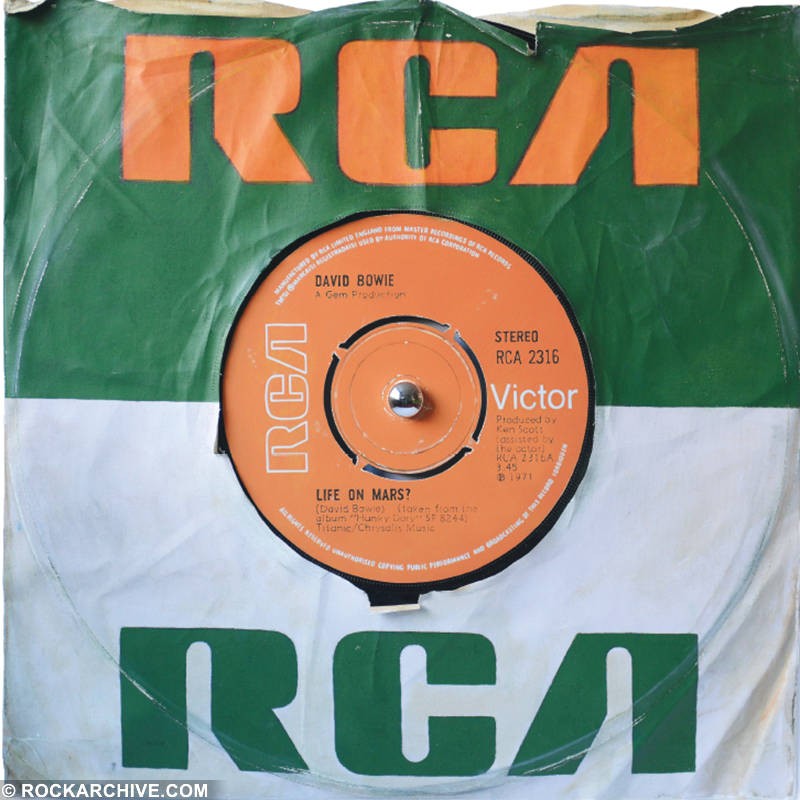 RCA
MANUFACTURED BY RCA LIMITED ENGLAND FROM MASTER RECORDINGS OF RCA RECORDS
REGISTRADA(S) USED BY AUTHORITY OF RCA CORPORATION
DAVID BOWIE
A Gem Production
RCA
STEREO
RCA 2316
Victor
Produced by
Ken Scott
(assisted by
the actor)
RCA 2316A
3.45
℗ 1971
LIFE ON MARS?
(David Bowie) (taken from the
album "Hunky Dory" SF 8244)
Titanic/Chrysalis Music
ALL RIGHTS RESERVED UNAUTHORISED COPYING PUBLIC PERFORMANCE AND BROADCASTING OF THIS RECORD FORBIDDEN
RCA
© ROCKARCHIVE.COM